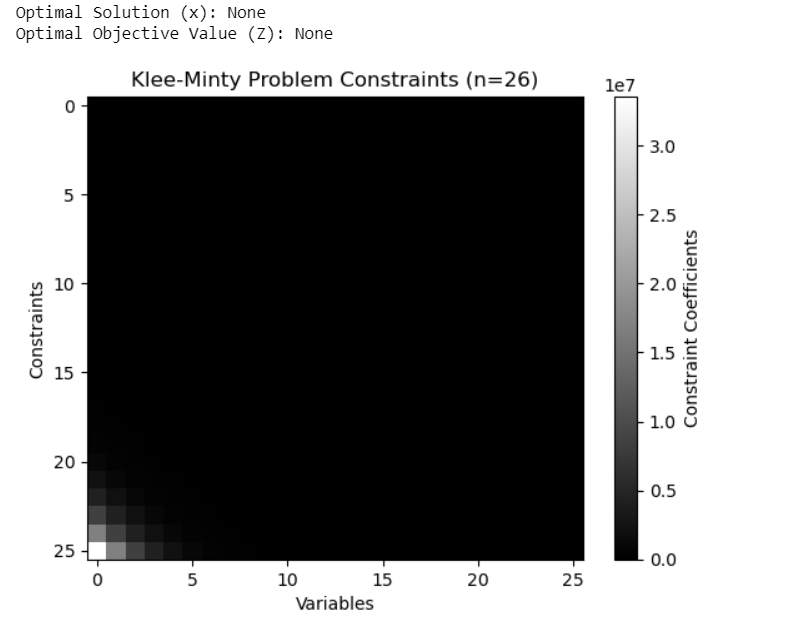 Optimal Solution (x): None
Optimal Objective Value (Z): None
Klee-Minty Problem Constraints (n=26)
1e7
0
5
10
15
20
25
Constraints
0
5
10
15
20
25
Variables
3.0
2.5
2.0
1.5
1.0
0.5
0.0
Constraint Coefficients